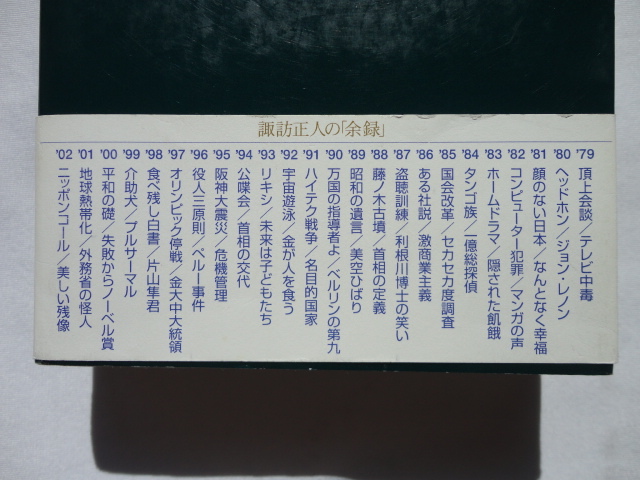 諏訪正人の「余録」
'79 頂上会談／テレビ中毒
'80 ヘッドホン／ジョン・レノン
'81 顔のない日本／なんとなく幸福
'82 コンピューター犯罪／マンガの声
'83 ホームドラマ／隠された飢餓
'84 タンゴ族／一億総探偵
'85 国会改革／セカセカ度調査
'86 ある社説／激商業主義
'87 盗聴訓練／利根川博士の笑い
'88 藤ノ木古墳／首相の定義
'89 昭和の遺言／美空ひばり
'90 万国の指導者よ／ベルリンの第九
'91 ハイテク戦争／名目的国家
'92 宇宙遊泳／金が人を食う
'93 リキシ／未来は子どもたち
'94 公喋会／首相の交代
'95 阪神大震災／危機管理
'96 役人三原則／ペルー事件
'97 オリンピック停戦／金大中大統領
'98 食べ残し白書／片山隼君
'99 介助犬／プルサーマル
'00 平和の礎／失敗からノーベル賞
'01 地球熱帯化／外務省の怪人
'02 ニッポンコール／美しい残像